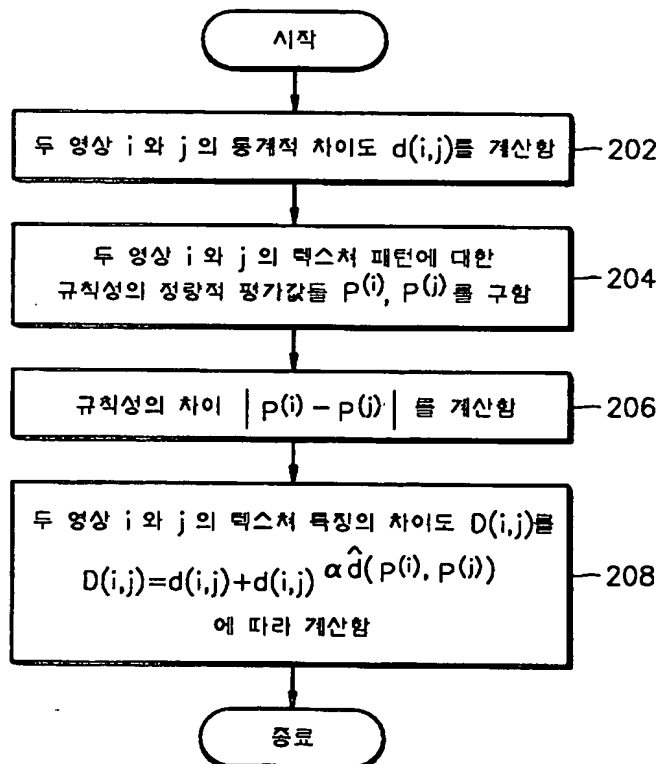 시작
두 영상 i 와 j 의 통계적 차이도 d(i,j)를 계산함
202
두 영상 i 와 j 의 텍스쳐 패턴에 대한
규칙성의 정량적 평가값들 P^(i), P^(j) 를 구함
204
규칙성의 차이 | P^(i) − P^(j) | 를 계산함
206
두 영상 i 와 j 의 텍스쳐 특징의 차이도 D(i,j)를
D(i,j)=d(i,j)+d(i,j)^αd̂(P^(i), P^(j))
에 따라 계산함
208
종료